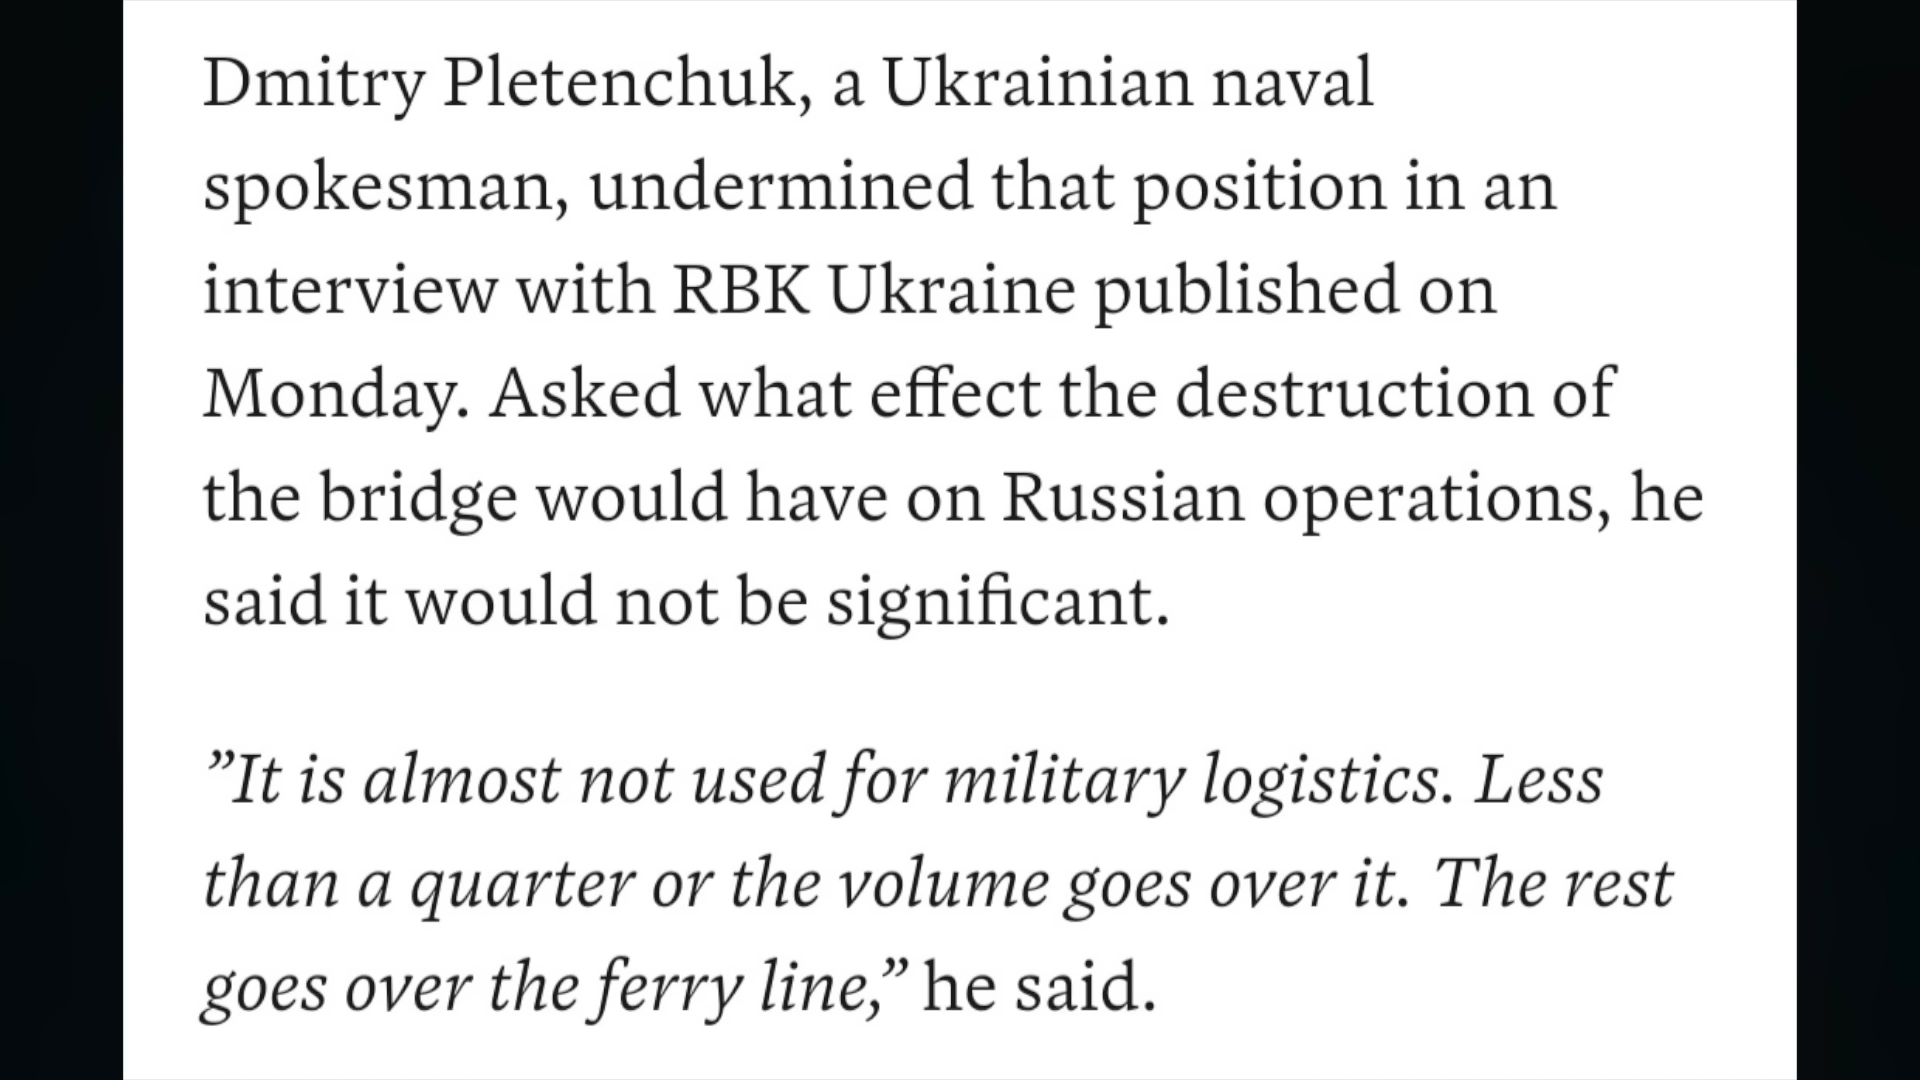 Dmitry Pletenchuk, a Ukrainian naval
spokesman, undermined that position in an
interview with RBK Ukraine published on
Monday. Asked what effect the destruction of
the bridge would have on Russian operations, he
said it would not be significant.
”It is almost not used for military logistics. Less
than a quarter or the volume goes over it. The rest
goes over the ferry line,” he said.